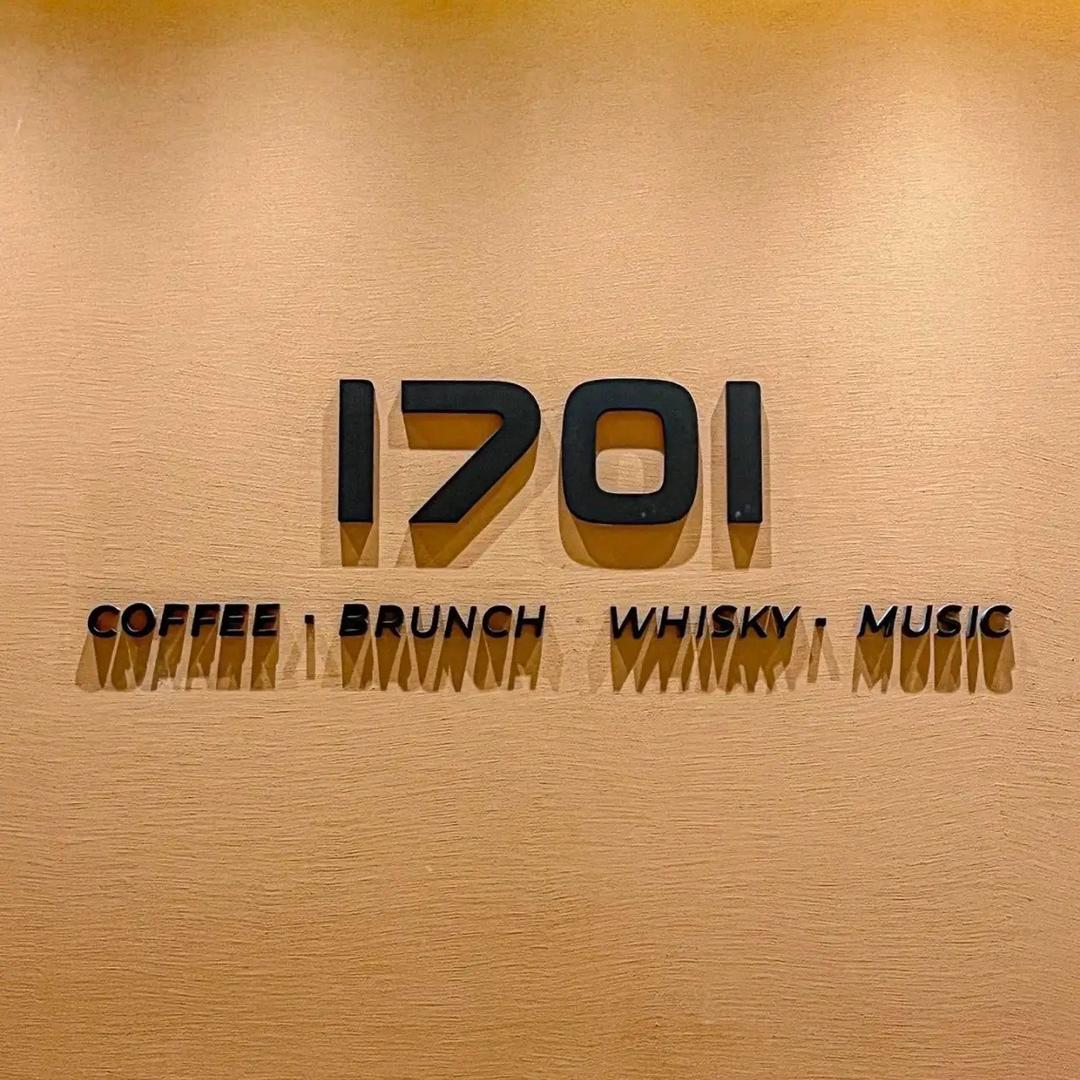 1701
COFFEE · BRUNCH WHISKY · MUSIC